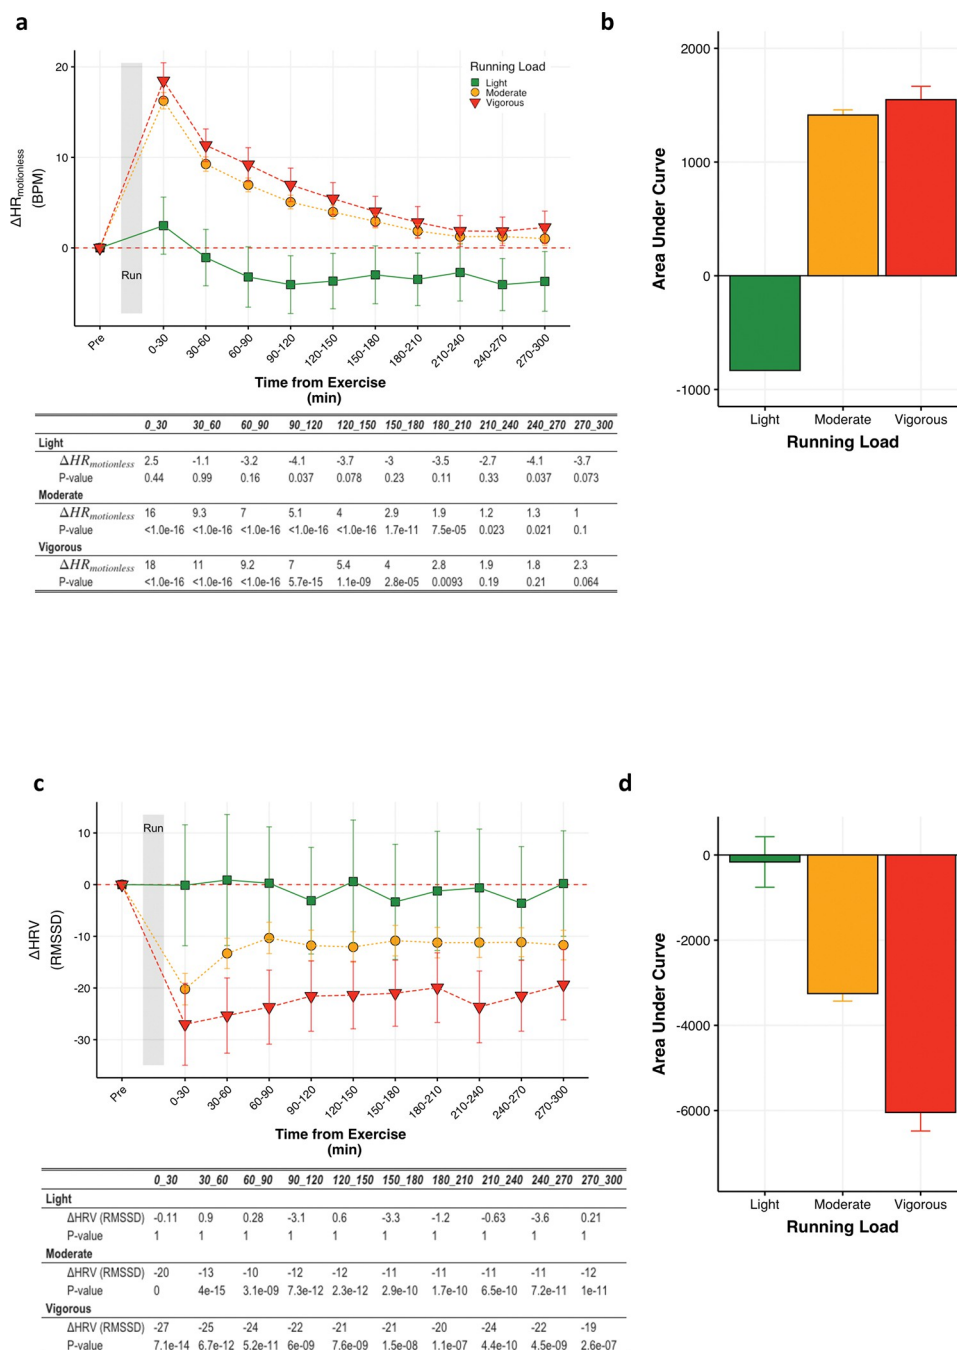 a
ΔHRmotionless
(BPM)
20
10
0
Run
Running Load
Light
Moderate
Vigorous
Pre
0-30
30-60
60-90
90-120
120-150
150-180
180-210
210-240
240-270
270-300
Time from Exercise
(min)
0_30 30_60 60_90 90_120 120_150 150_180 180_210 210_240 240_270 270_300
Light
ΔHRmotionless 2.5 -1.1 -3.2 -4.1 -3.7 -3 -3.5 -2.7 -4.1 -3.7
P-value 0.44 0.99 0.16 0.037 0.078 0.23 0.11 0.33 0.037 0.073
Moderate
ΔHRmotionless 16 9.3 7 5.1 4 2.9 1.9 1.2 1.3 1
P-value <1.0e-16 <1.0e-16 <1.0e-16 <1.0e-16 <1.0e-16 1.7e-11 7.5e-05 0.023 0.021 0.1
Vigorous
ΔHRmotionless 18 11 9.2 7 5.4 4 2.8 1.9 1.8 2.3
P-value <1.0e-16 <1.0e-16 <1.0e-16 5.7e-15 1.1e-09 2.8e-05 0.0093 0.19 0.21 0.064
b
Area Under Curve
2000
1000
0
-1000
Light Moderate Vigorous
Running Load
c
ΔHRV
(RMSSD)
10
0
-10
-20
-30
Run
Pre
0-30
30-60
60-90
90-120
120-150
150-180
180-210
210-240
240-270
270-300
Time from Exercise
(min)
0_30 30_60 60_90 90_120 120_150 150_180 180_210 210_240 240_270 270_300
Light
ΔHRV (RMSSD) -0.11 0.9 0.28 -3.1 0.6 -3.3 -1.2 -0.63 -3.6 0.21
P-value 1 1 1 1 1 1 1 1 1 1
Moderate
ΔHRV (RMSSD) -20 -13 -10 -12 -12 -11 -11 -11 -11 -12
P-value 0 4e-15 3.1e-09 7.3e-12 2.3e-12 2.9e-10 1.7e-10 6.5e-10 7.2e-11 1e-11
Vigorous
ΔHRV (RMSSD) -27 -25 -24 -22 -21 -21 -20 -24 -22 -19
P-value 7.1e-14 6.7e-12 5.2e-11 6e-09 7.6e-09 1.5e-08 1.1e-07 4.4e-10 4.5e-09 2.6e-07
d
Area Under Curve
0
-2000
-4000
-6000
Light Moderate Vigorous
Running Load